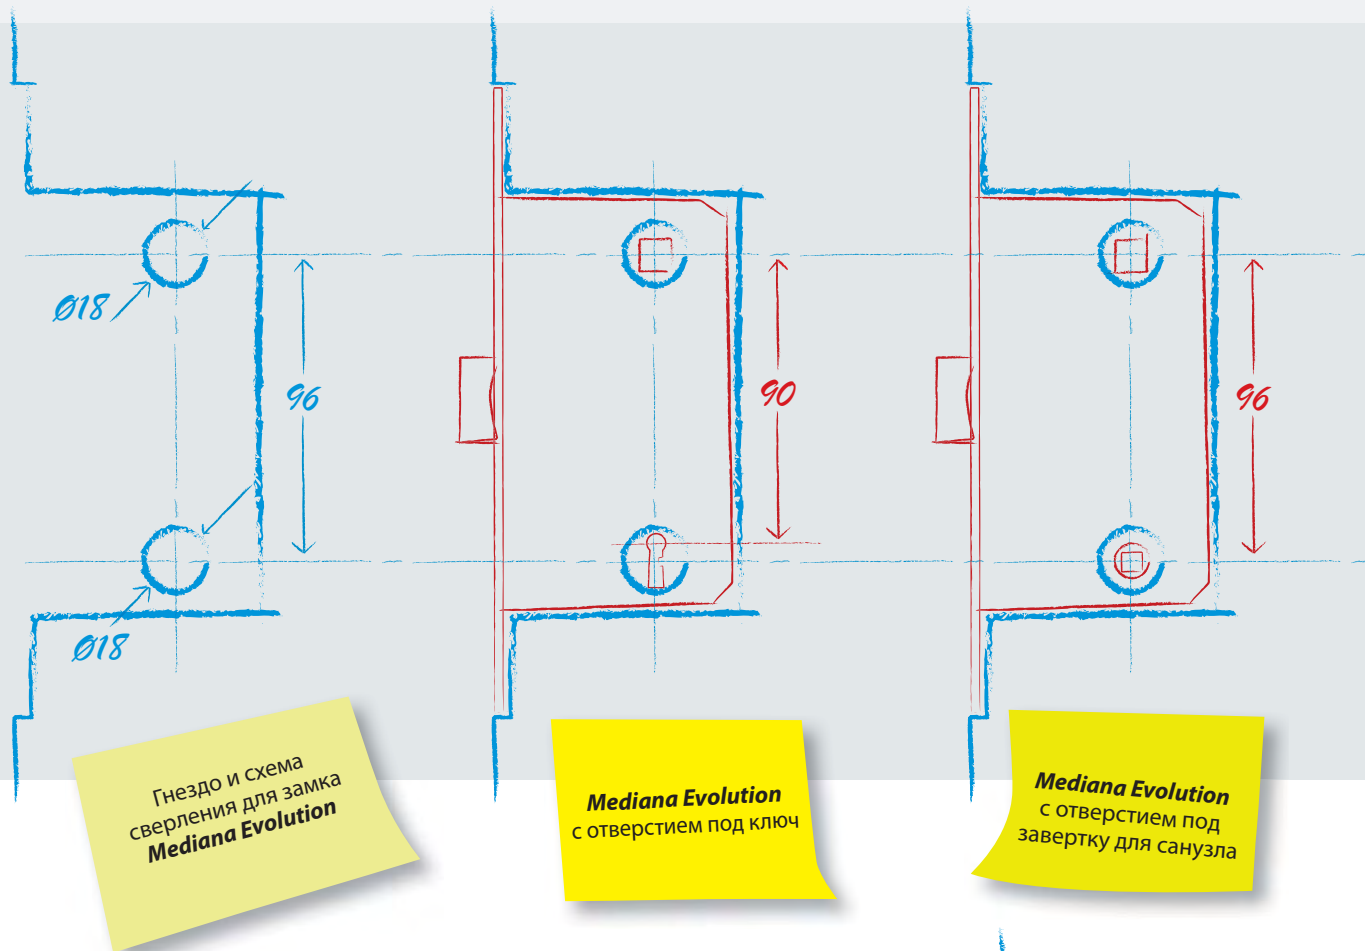 Ø18
96
Ø18
90
96
Гнездо и схема
сверления для замка
Mediana Evolution
Mediana Evolution
с отверстием под ключ
Mediana Evolution
с отверстием под
завертку для санузла